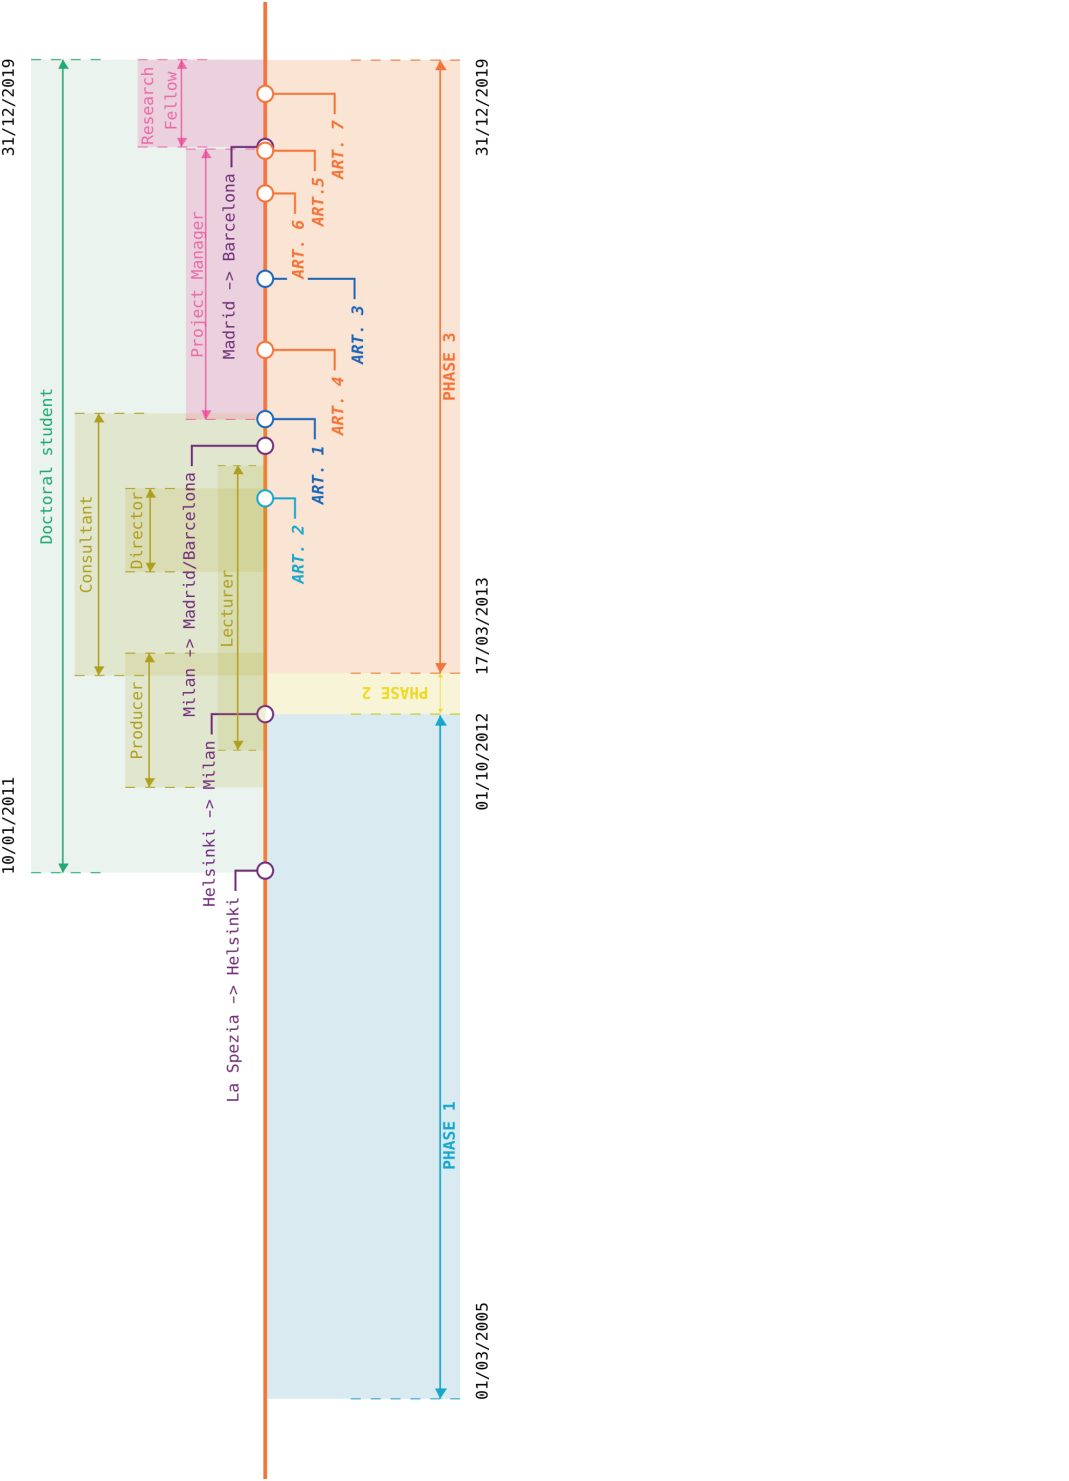 31/12/2019
31/12/2019
Research
Fellow
ART. 7
ART.5
Madrid -> Barcelona
ART. 6
Project Manager
ART. 3
PHASE 3
ART. 4
Doctoral student
ART. 1
Milan -> Madrid/Barcelona
Director
Consultant
ART. 2
Lecturer
17/03/2013
PHASE 2
Producer
01/10/2012
Helsinki -> Milan
10/01/2011
La Spezia -> Helsinki
PHASE 1
01/03/2005